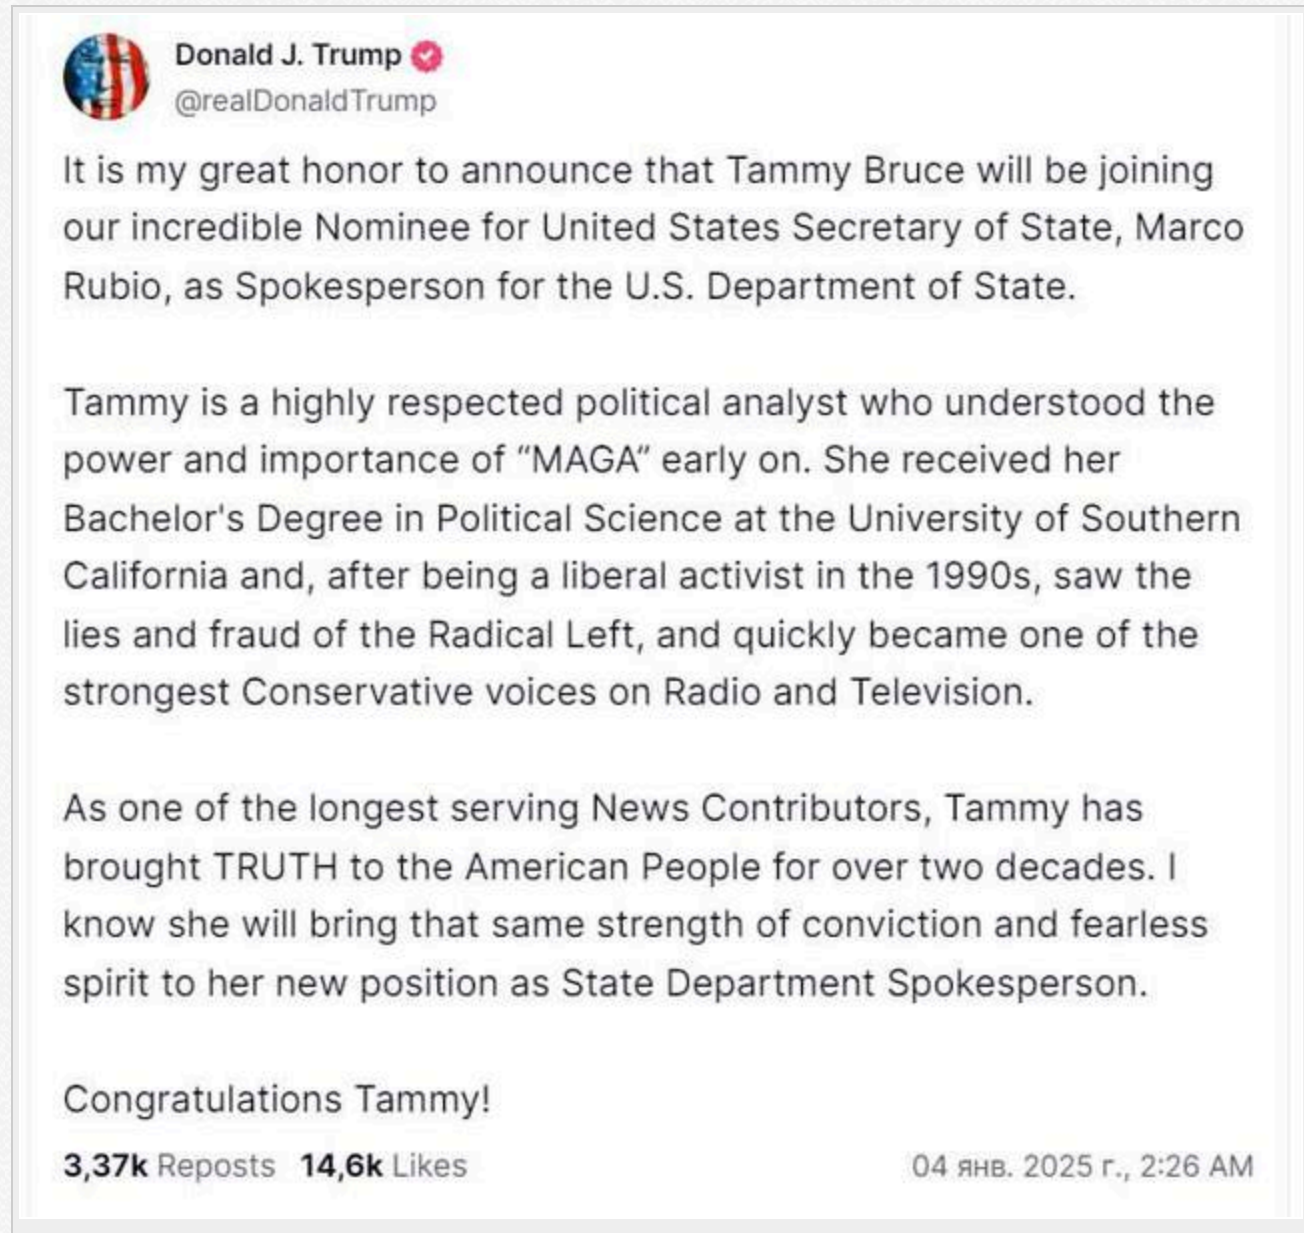 Donald J. Trump
@realDonaldTrump
It is my great honor to announce that Tammy Bruce will be joining
our incredible Nominee for United States Secretary of State, Marco
Rubio, as Spokesperson for the U.S. Department of State.
Tammy is a highly respected political analyst who understood the
power and importance of “MAGA” early on. She received her
Bachelor's Degree in Political Science at the University of Southern
California and, after being a liberal activist in the 1990s, saw the
lies and fraud of the Radical Left, and quickly became one of the
strongest Conservative voices on Radio and Television.
As one of the longest serving News Contributors, Tammy has
brought TRUTH to the American People for over two decades. I
know she will bring that same strength of conviction and fearless
spirit to her new position as State Department Spokesperson.
Congratulations Tammy!
3,37k Reposts 14,6k Likes 04 янв. 2025 г., 2:26 AM